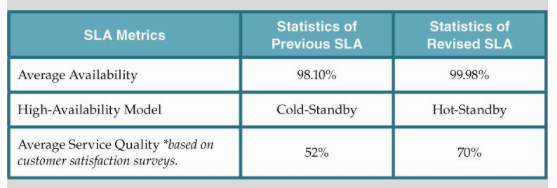 SLA Metrics
Statistics of
Previous SLA
Statistics of
Revised SLA
Average Availability
98.10%
99.98%
High-Availability Model
Cold-Standby
Hot-Standby
Average Service Quality *based on
customer satisfaction surveys.
52%
70%